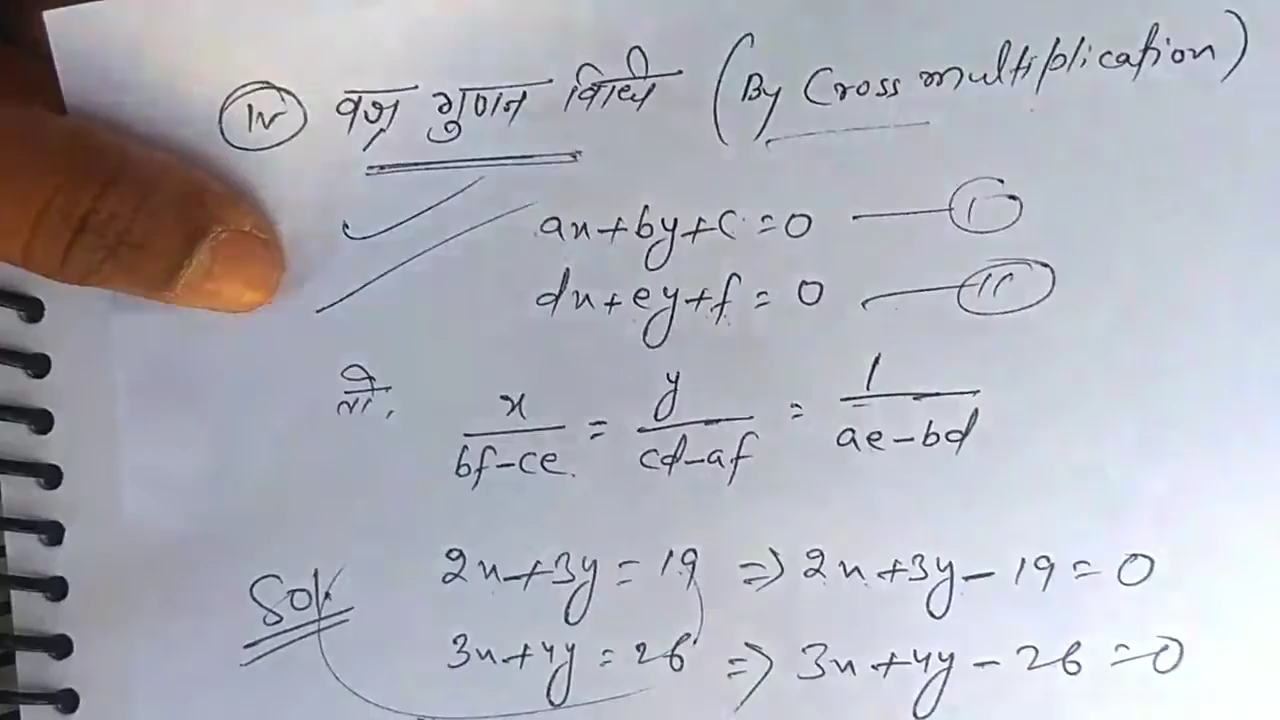 (IV) वज्र गुणन विधि (By Cross multiplication)
ax+by+c=0 — (I)
dx+ey+f=0 — (II)
x/(bf-ce) = y/(cd-af) = 1/(ae-bd)
Sol 2x+3y=19 => 2x+3y-19=0
3x+4y=26 => 3x+4y-26=0